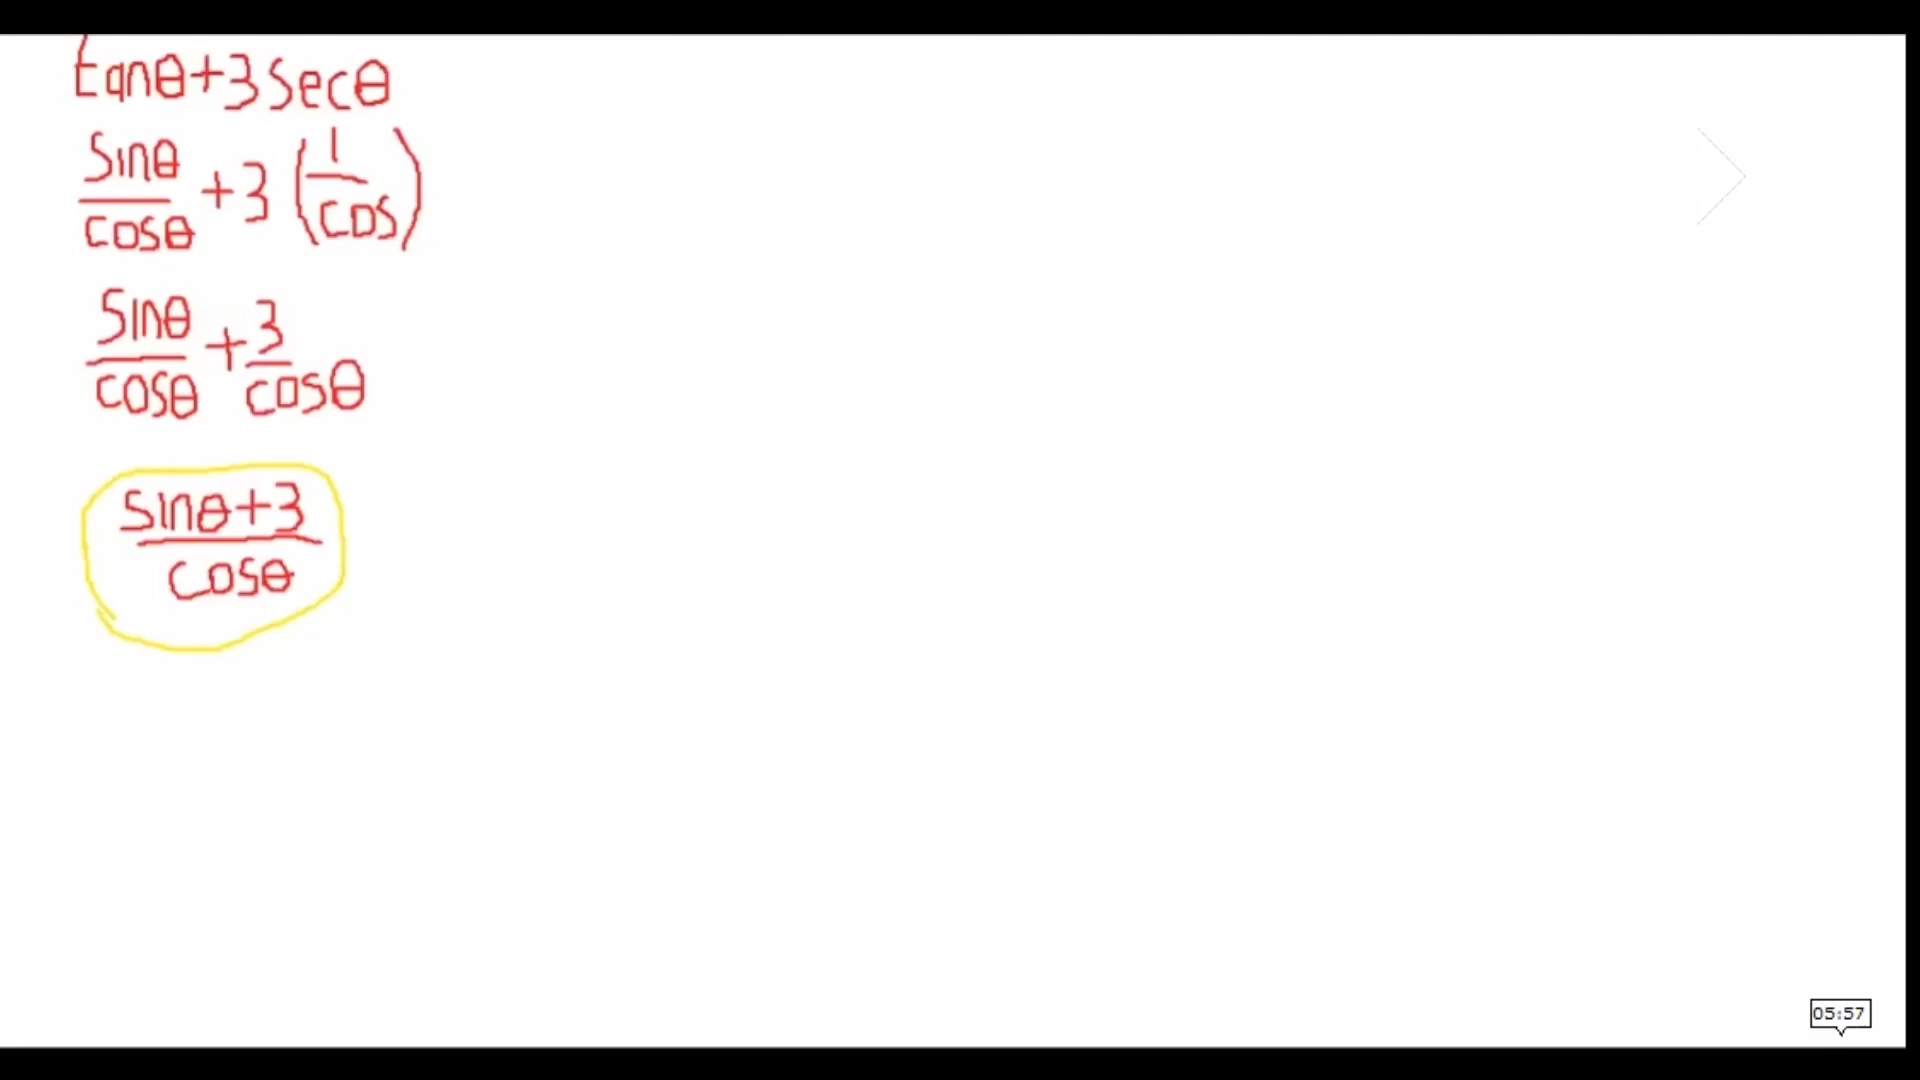 tanθ+3secθ
sinθ/cosθ +3 (1/cos)
sinθ/cosθ + 3/cosθ
sinθ+3/cosθ
05:57